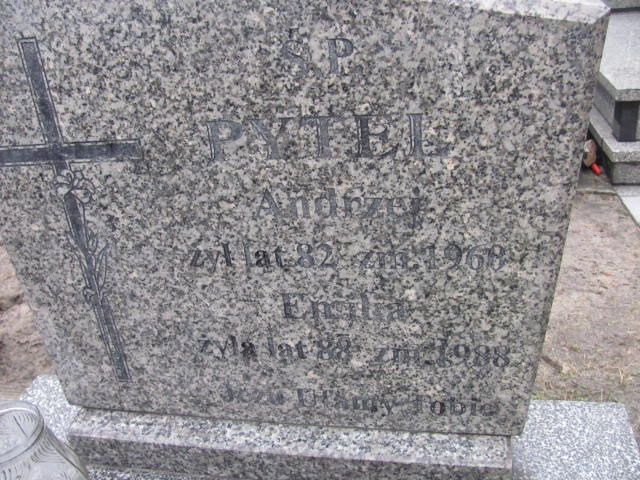 Ś.P.
PYTEL
Andrzej
żył lat 82 zm. 1969
Emilia
żyła lat 88 zm. 1988
Jezu Ufamy Tobie